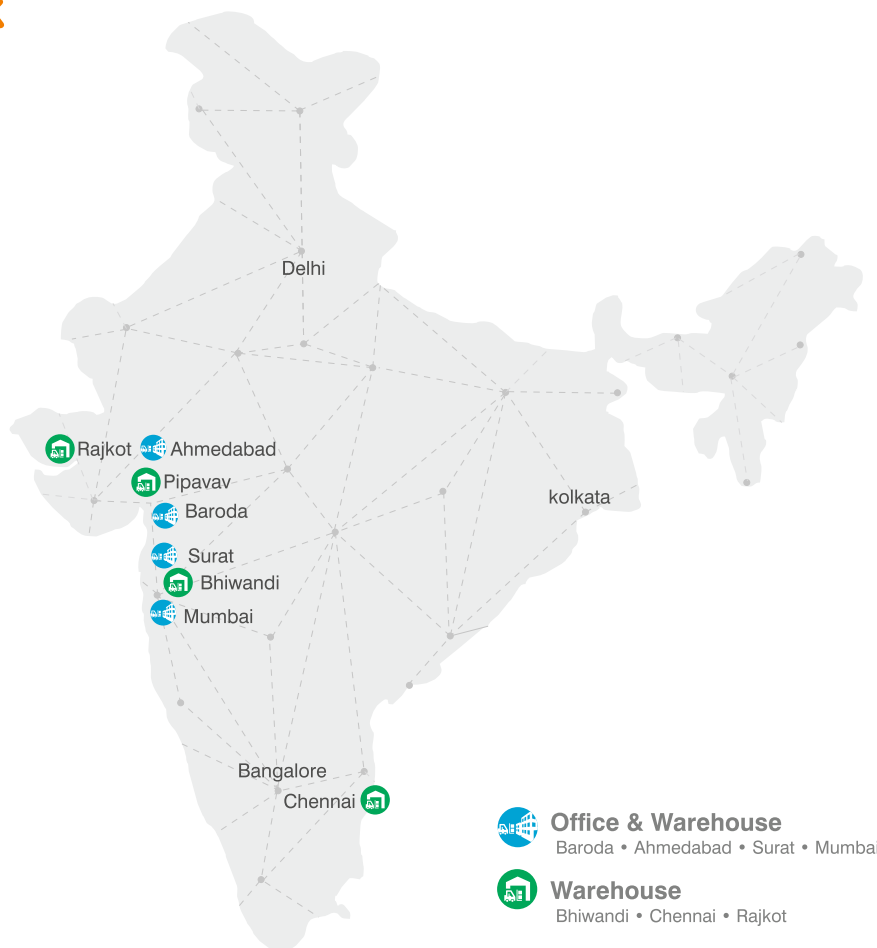 Delhi
Rajkot
Ahmedabad
Pipavav
Baroda
kolkata
Surat
Bhiwandi
Mumbai
Bangalore
Chennai
Office & Warehouse
Baroda • Ahmedabad • Surat • Mumbai
Warehouse
Bhiwandi • Chennai • Rajkot